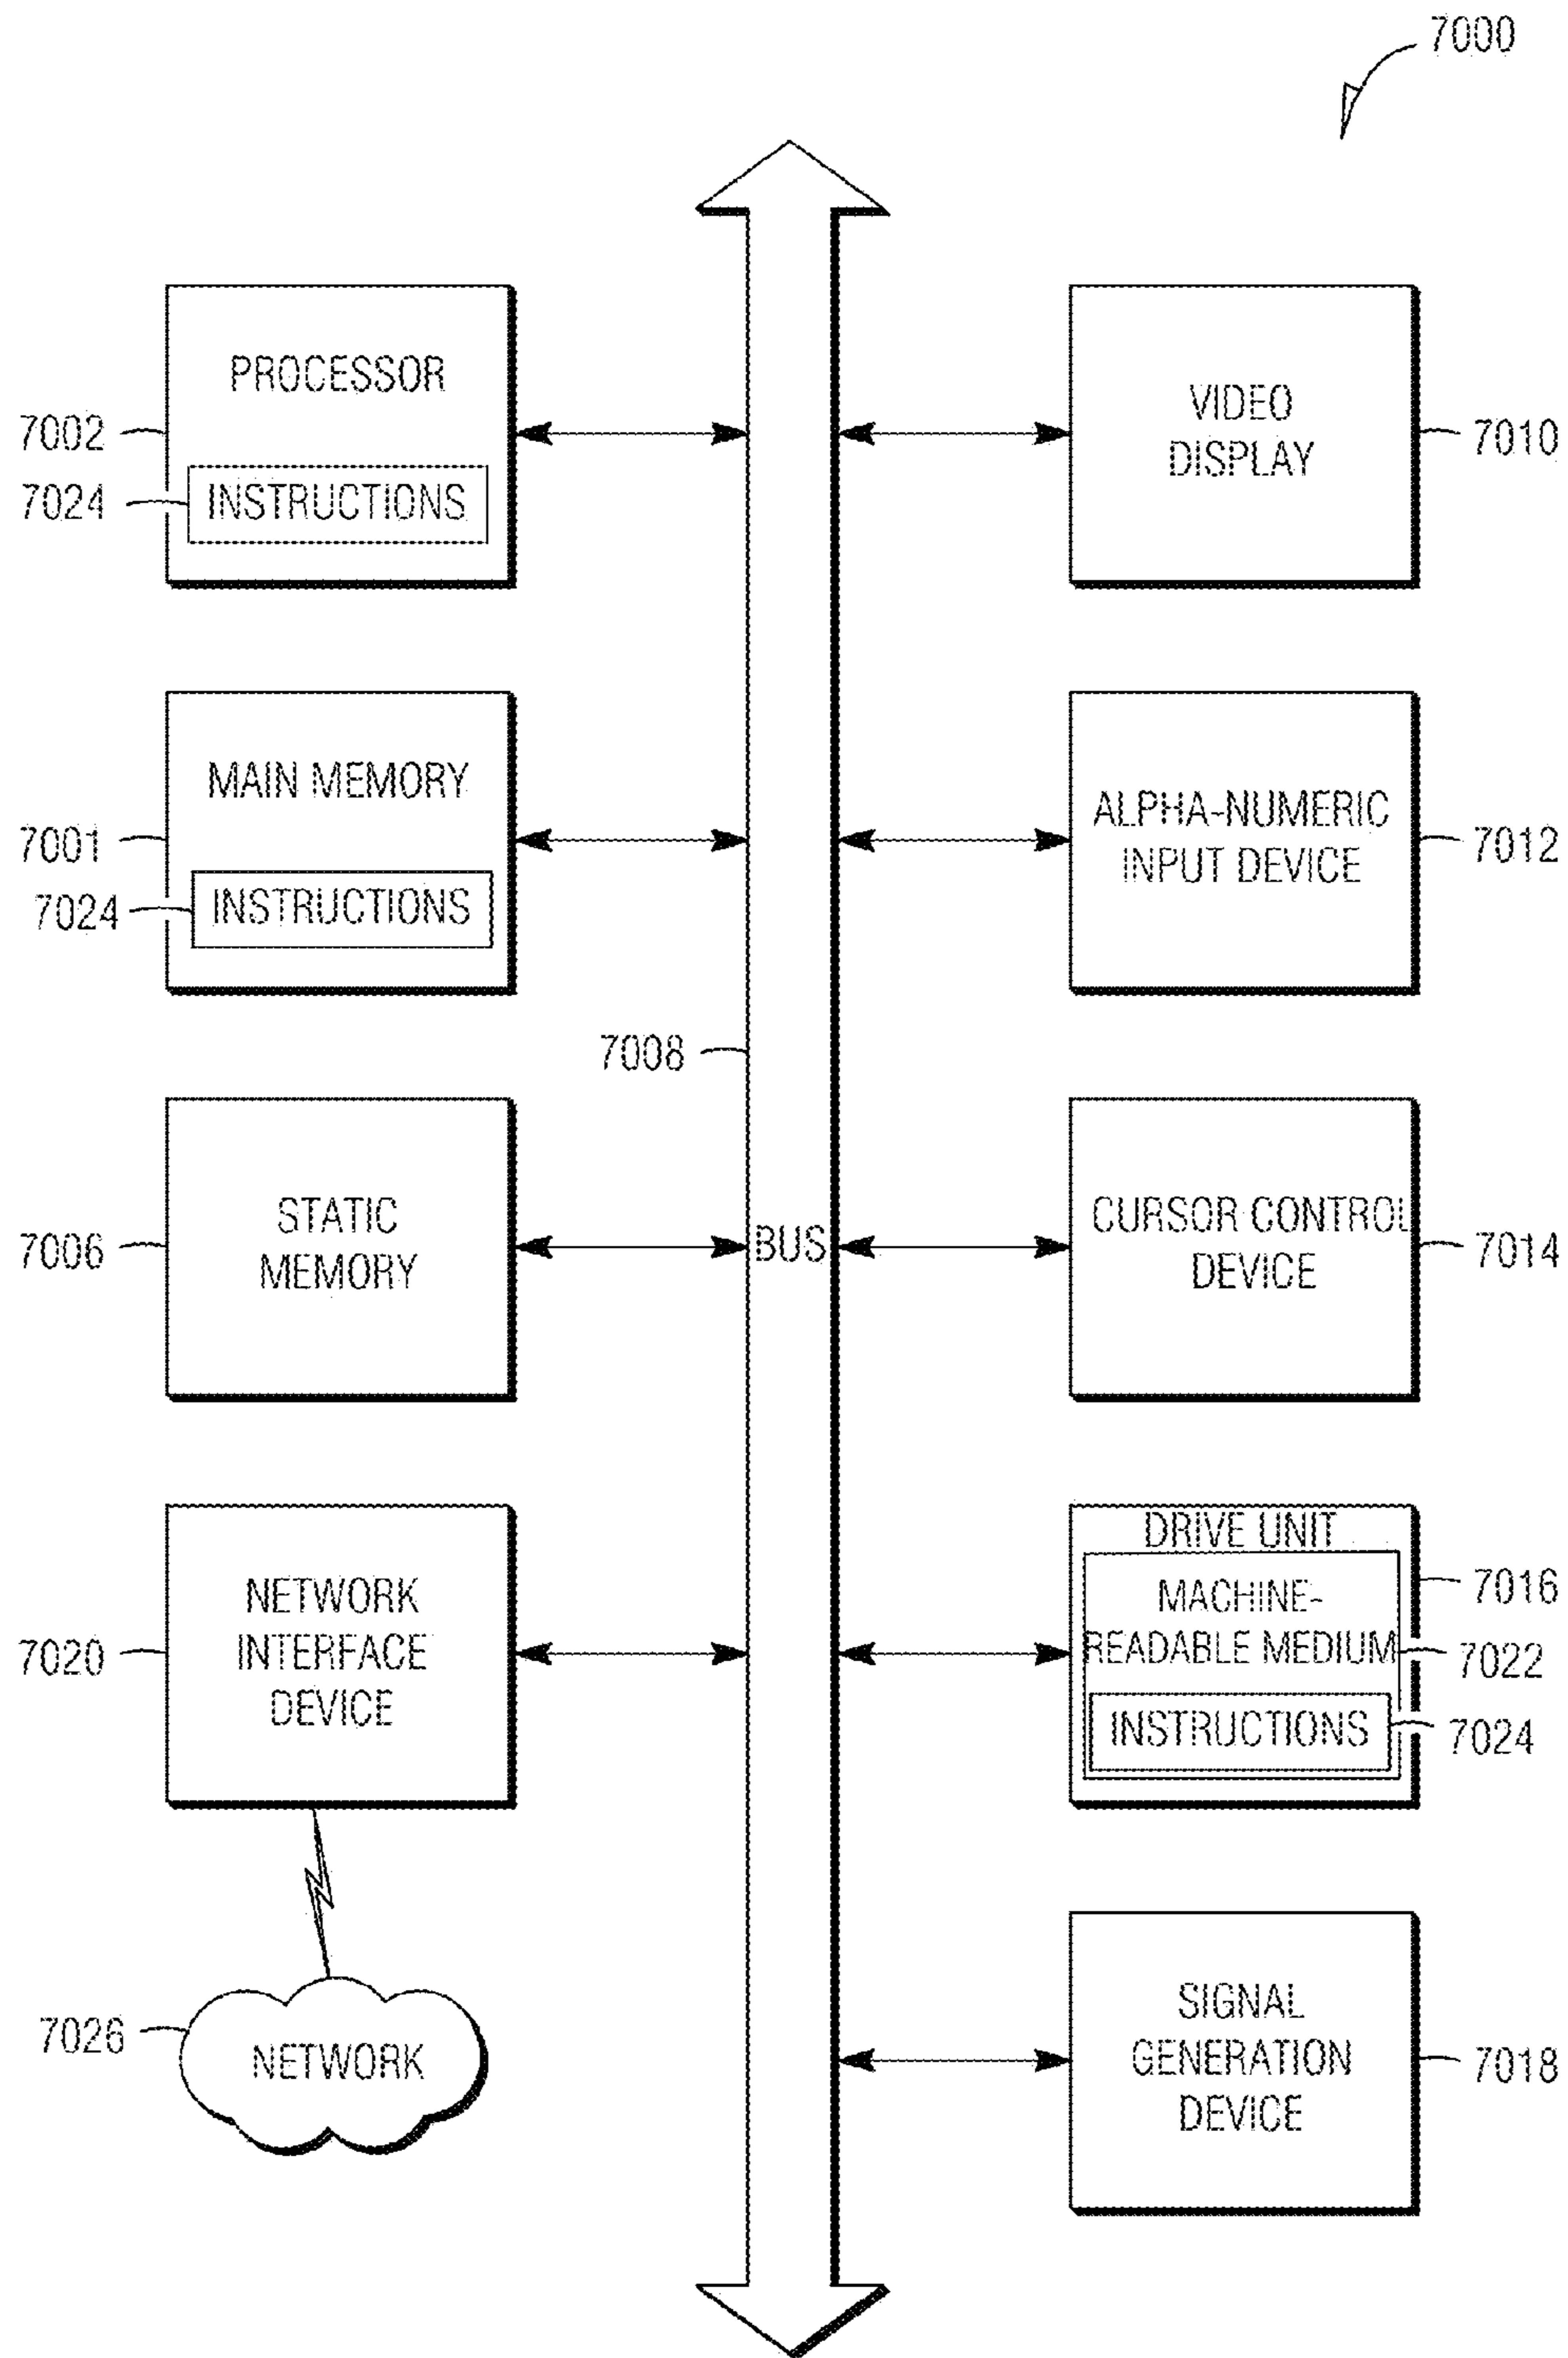 7000
PROCESSOR
7002
7024
INSTRUCTIONS
VIDEO
DISPLAY
7010
MAIN MEMORY
7001
7024
INSTRUCTIONS
ALPHA-NUMERIC
INPUT DEVICE
7012
7008
BUS
STATIC
MEMORY
7006
CURSOR CONTROL
DEVICE
7014
NETWORK
INTERFACE
DEVICE
7020
DRIVE UNIT
7016
MACHINE-
READABLE MEDIUM
7022
INSTRUCTIONS
7024
7026
NETWORK
SIGNAL
GENERATION
DEVICE
7018